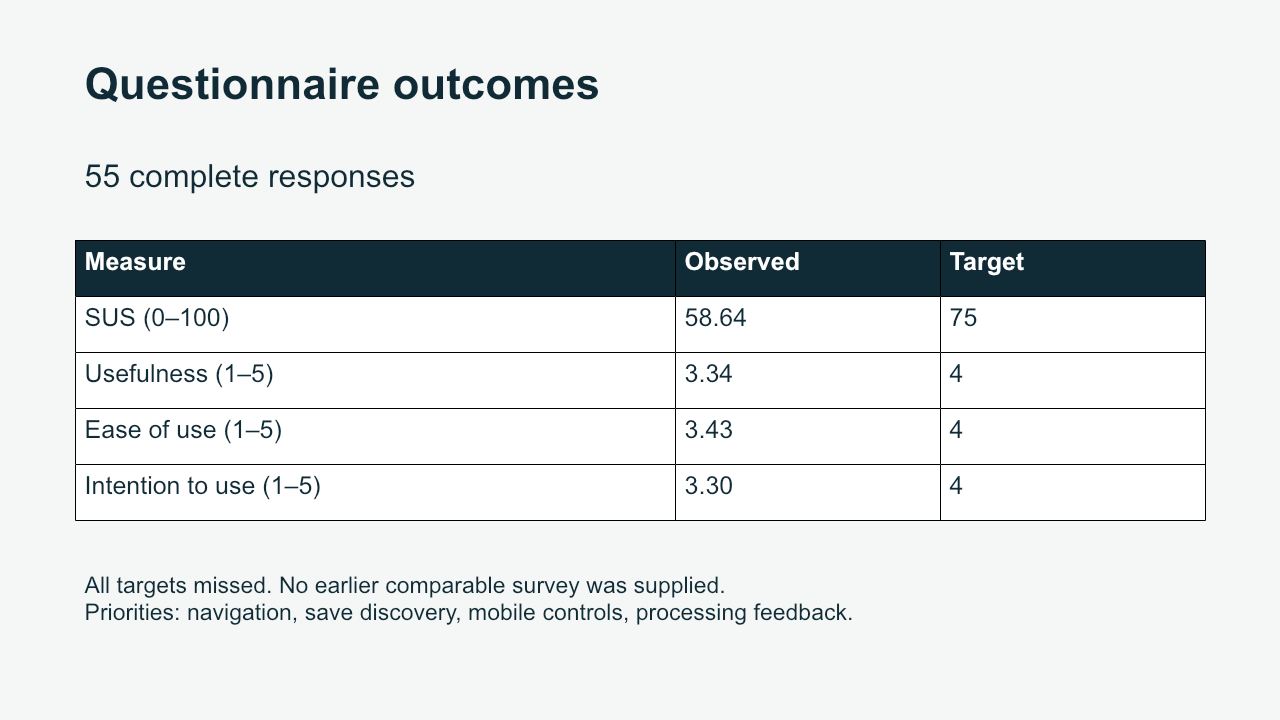 Questionnaire outcomes
55 complete responses
Measure Observed Target
SUS (0–100) 58.64 75
Usefulness (1–5) 3.34 4
Ease of use (1–5) 3.43 4
Intention to use (1–5) 3.30 4
All targets missed. No earlier comparable survey was supplied.
Priorities: navigation, save discovery, mobile controls, processing feedback.